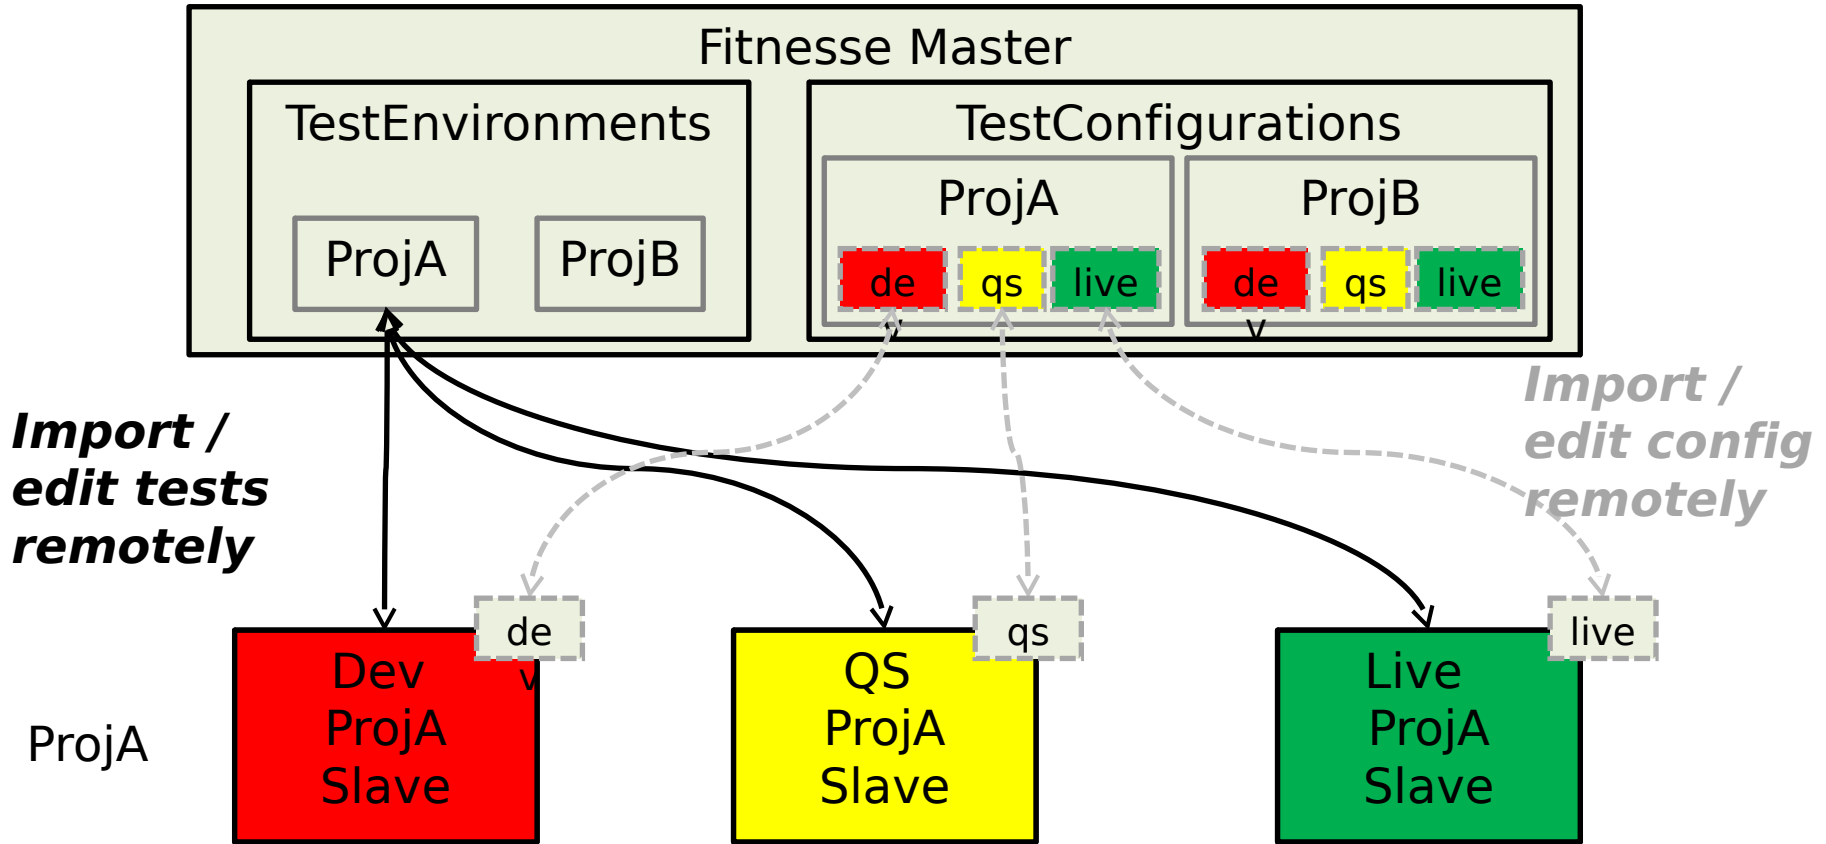 Fitnesse Master
TestEnvironments
ProjA
ProjB
TestConfigurations
ProjA
de
v
qs
live
ProjB
de
v
qs
live
Import /
edit tests
remotely
Import /
edit config
remotely
ProjA
Dev
ProjA
Slave
de
v
QS
ProjA
Slave
qs
Live
ProjA
Slave
live